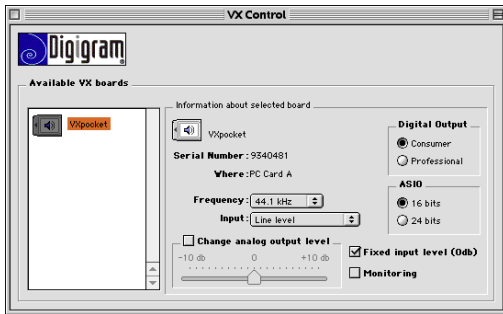 VX Control
Digigram
Available VX boards
VXpocket
Information about selected board
VXpocket
Serial Number: 9340481
Where: PC Card A
Frequency: 44.1 kHz
Input: Line level
Change analog output level
-10 db 0 +10 db
Digital Output
Consumer
Professional
ASIO
16 bits
24 bits
Fixed input level (0db)
Monitoring